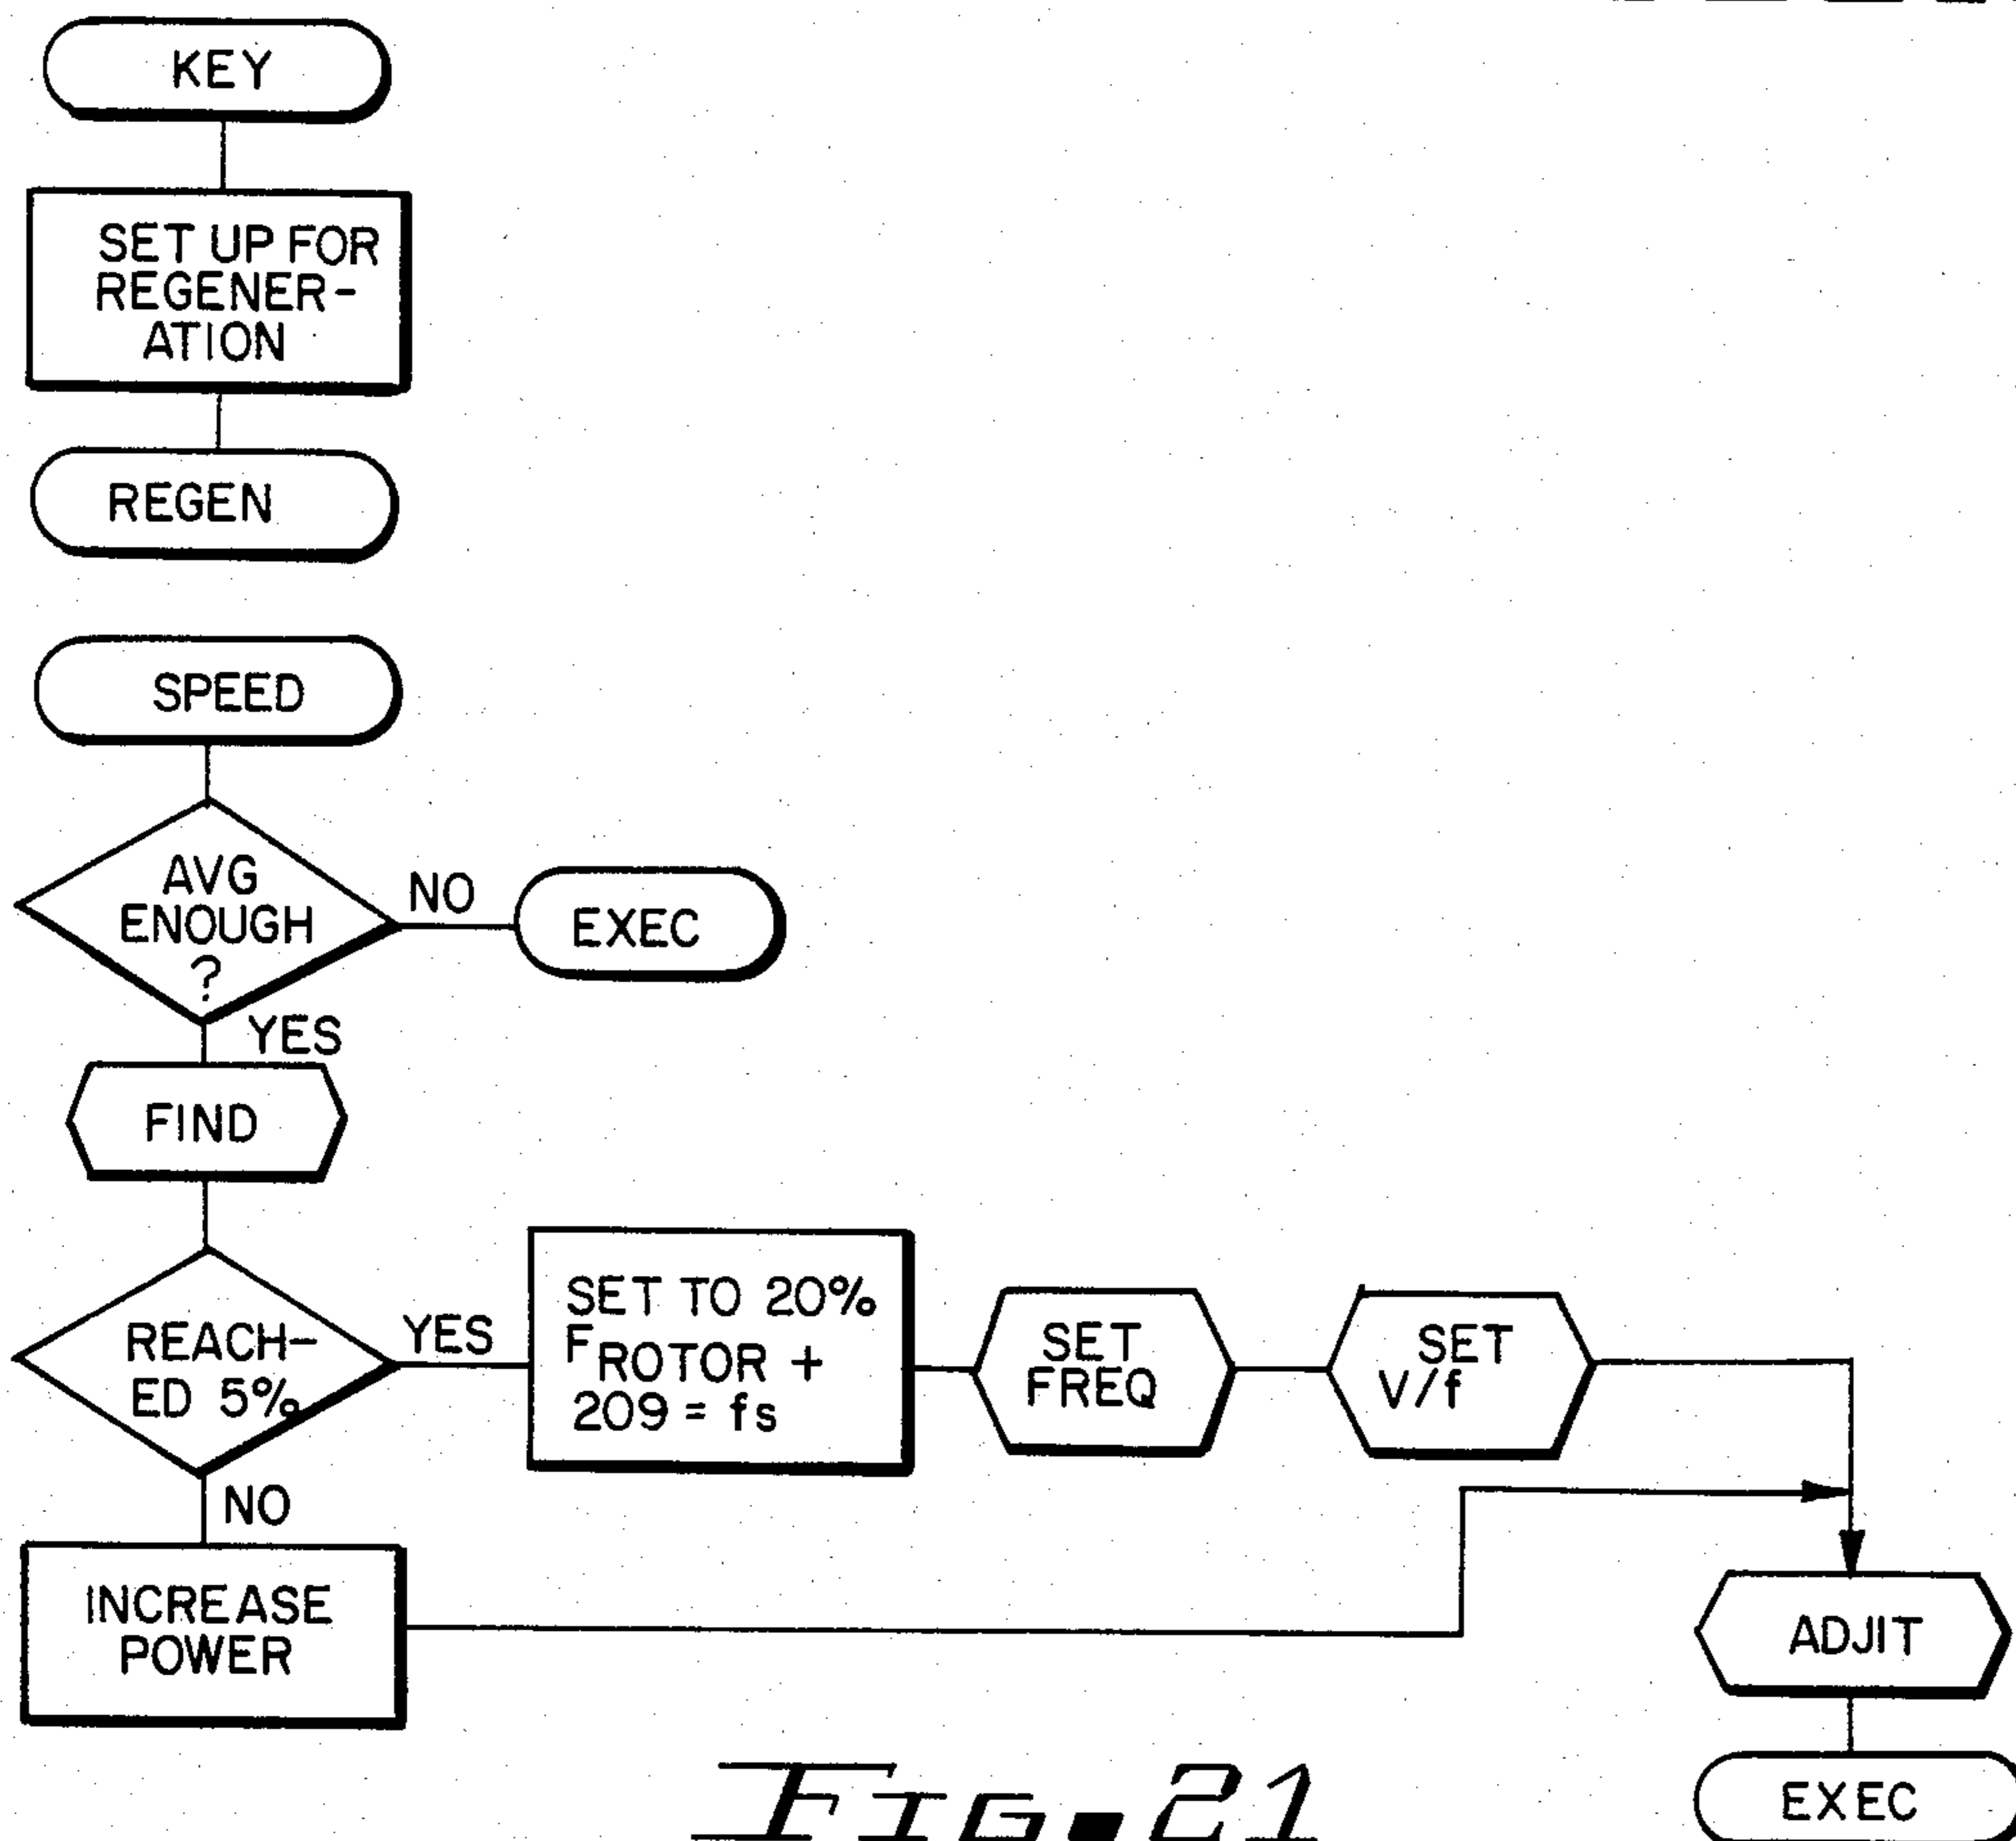 KEY
SET UP FOR
REGENER-
ATION
REGEN
SPEED
AVG
ENOUGH
?
NO
EXEC
YES
FIND
REACH-
ED 5%
YES
SET TO 20%
FROTOR +
209 = fs
SET
FREQ
SET
V/f
NO
INCREASE
POWER
ADJIT
EXEC
FIG. 21